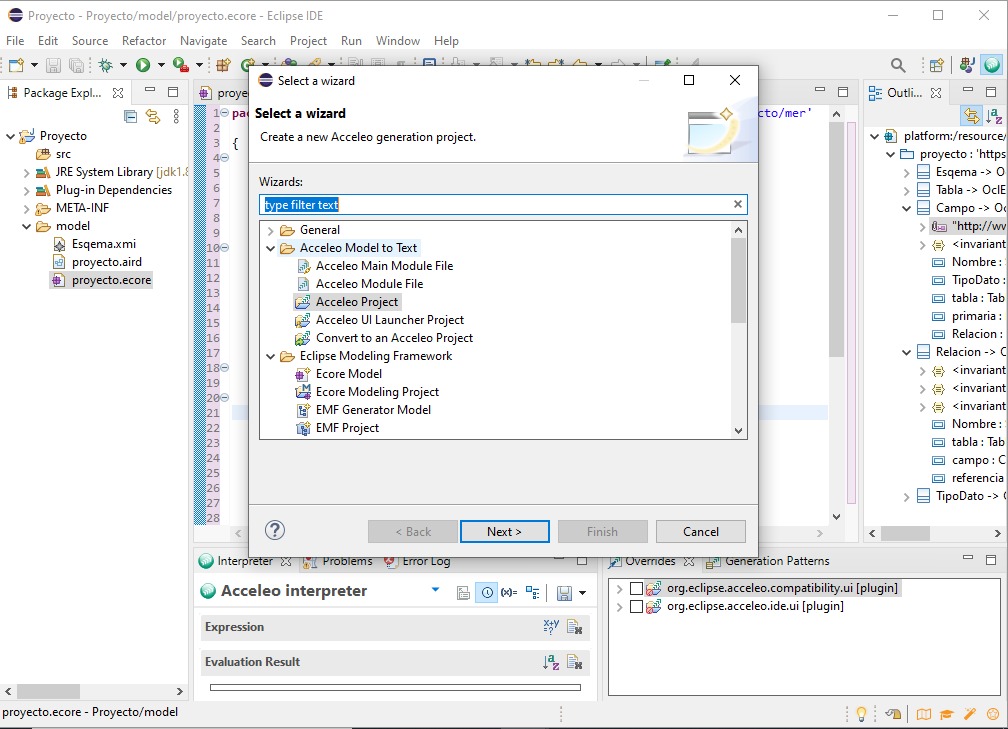 Proyecto - Proyecto/model/proyecto.ecore - Eclipse IDE
File Edit Source Refactor Navigate Search Project Run Window Help
Package Expl...
Proyecto
src
JRE System Library [jdk1.8
Plug-in Dependencies
META-INF
model
Esqema.xmi
proyecto.aird
proyecto.ecore
proye
1
2
3
4
5
6
7
8
9
10
11
12
13
14
15
16
17
18
19
20
21
22
23
24
25
26
27
28
pac
cto/mer'
{
Select a wizard
Select a wizard
Create a new Acceleo generation project.
Wizards:
type filter text
General
Acceleo Model to Text
Acceleo Main Module File
Acceleo Module File
Acceleo Project
Acceleo UI Launcher Project
Convert to an Acceleo Project
Eclipse Modeling Framework
Ecore Model
Ecore Modeling Project
EMF Generator Model
EMF Project
?
< Back
Next >
Finish
Cancel
Outli...
platform:/resource/
proyecto : 'https
Esqema -> O
Tabla -> OclE
Campo -> Oc
"http://ww
<invariant
Nombre :
TipoDato :
tabla : Tab
primaria :
Relacion :
Relacion -> O
<invariant
<invariant
<invariant
Nombre :
tabla : Tab
campo : C
referencia
TipoDato ->
Interpreter
Problems
Error Log
Acceleo interpreter
Expression
Evaluation Result
Overrides
Generation Patterns
org.eclipse.acceleo.compatibility.ui [plugin]
org.eclipse.acceleo.ide.ui [plugin]
proyecto.ecore - Proyecto/model